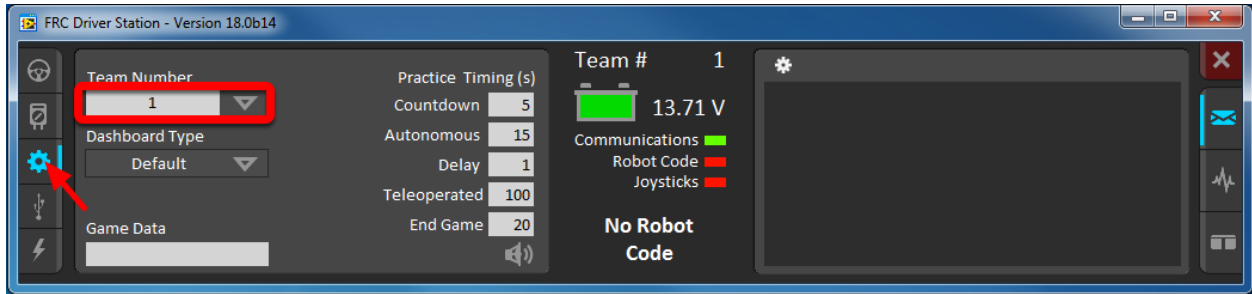 FRC Driver Station - Version 18.0b14
Team Number
1
Dashboard Type
Default
Game Data
Practice Timing (s)
Countdown 5
Autonomous 15
Delay 1
Teleoperated 100
End Game 20
Team # 1
13.71 V
Communications
Robot Code
Joysticks
No Robot
Code